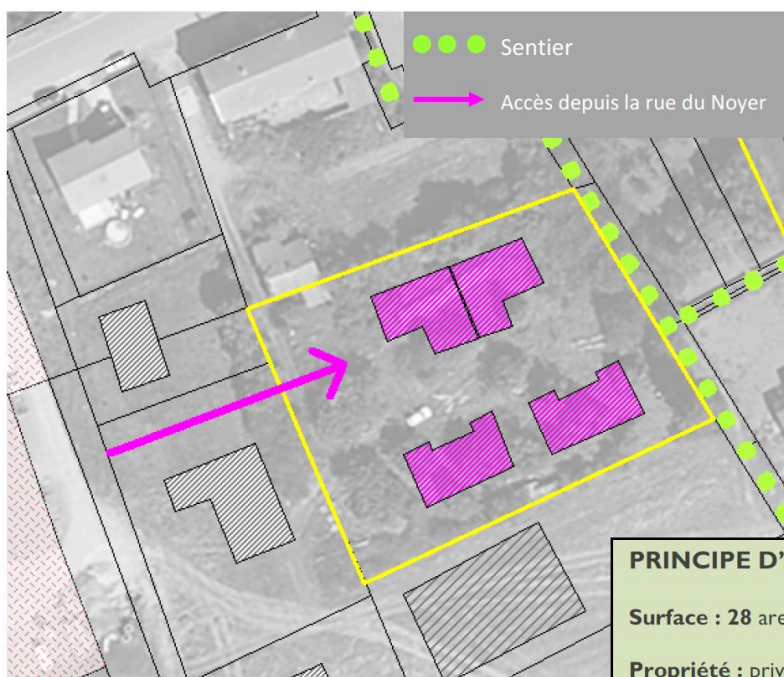 Sentier
Accès depuis la rue du Noyer
PRINCIPE D'
Surface : 28 are
Propriété : priv